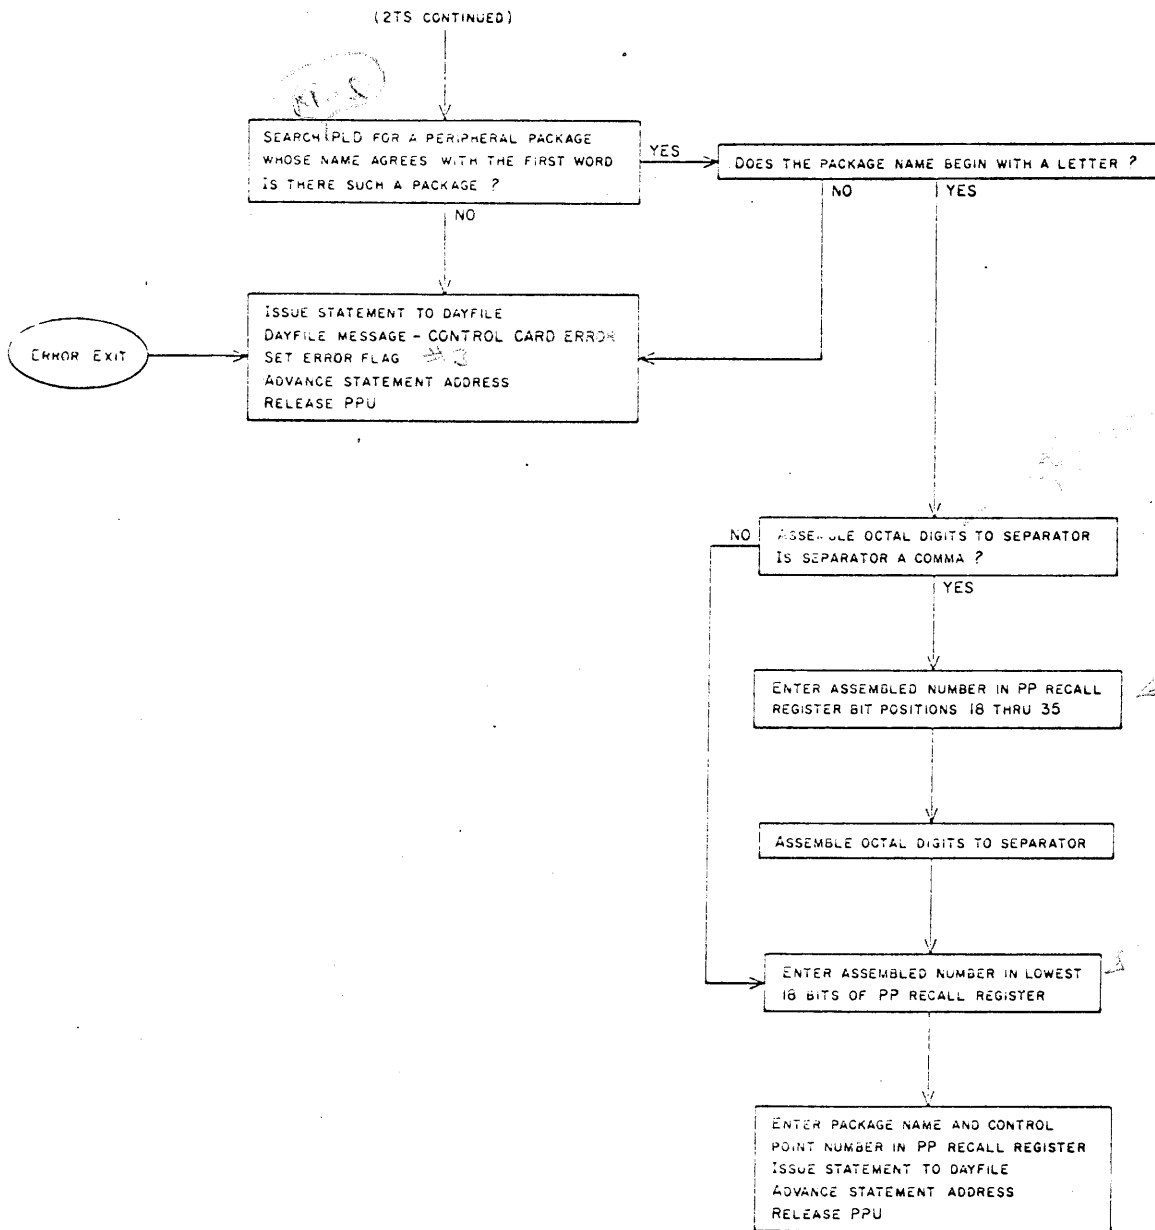 (2TS CONTINUED)
SEARCH PLD FOR A PERIPHERAL PACKAGE
WHOSE NAME AGREES WITH THE FIRST WORD
IS THERE SUCH A PACKAGE ?
YES
DOES THE PACKAGE NAME BEGIN WITH A LETTER ?
NO
NO
YES
ISSUE STATEMENT TO DAYFILE
DAYFILE MESSAGE - CONTROL CARD ERROR
SET ERROR FLAG #3
ADVANCE STATEMENT ADDRESS
RELEASE PPU
ERROR EXIT
NO
ASSEMBLE OCTAL DIGITS TO SEPARATOR
IS SEPARATOR A COMMA ?
YES
ENTER ASSEMBLED NUMBER IN PP RECALL
REGISTER BIT POSITIONS 18 THRU 35
ASSEMBLE OCTAL DIGITS TO SEPARATOR
ENTER ASSEMBLED NUMBER IN LOWEST
18 BITS OF PP RECALL REGISTER
ENTER PACKAGE NAME AND CONTROL
POINT NUMBER IN PP RECALL REGISTER
ISSUE STATEMENT TO DAYFILE
ADVANCE STATEMENT ADDRESS
RELEASE PPU